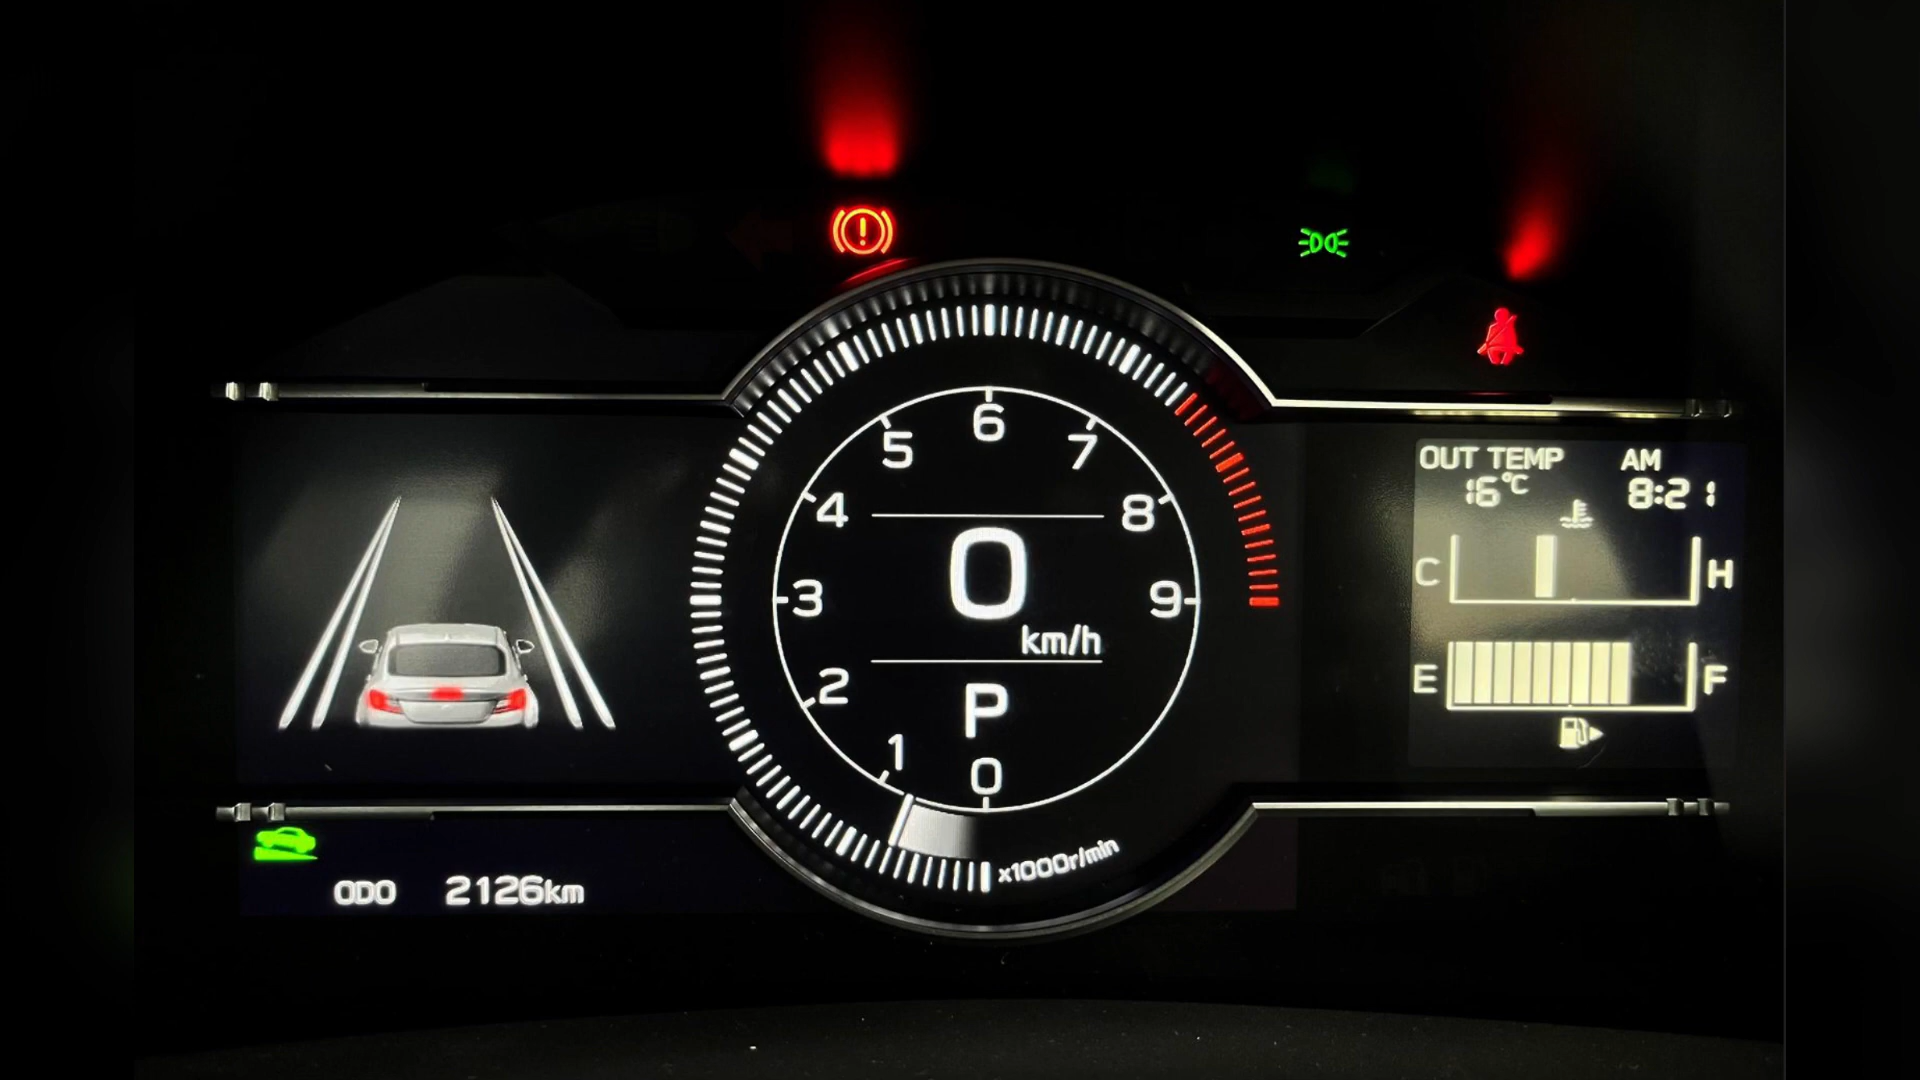 OUT TEMP AM
16°C 8:21
6
5 7
4 8
0
3 9
km/h
C H
2 P
E F
1 0
x1000r/min
ODO 2126km